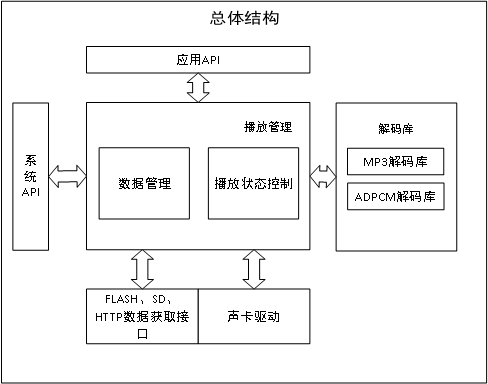 总体结构
应用API
系
统
API
播放管理
数据管理
播放状态控制
解码库
MP3解码库
ADPCM解码库
FLASH、SD、
HTTP数据获取接
口
声卡驱动